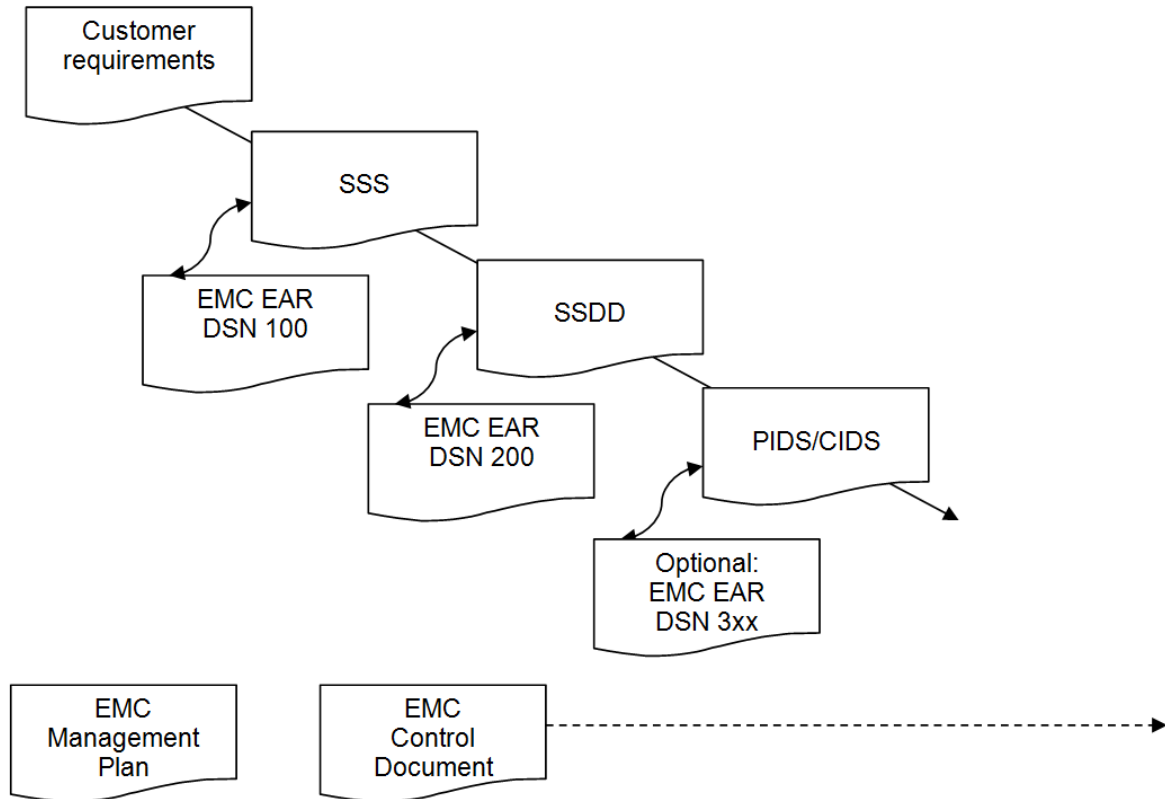 Customer
requirements
SSS
EMC EAR
DSN 100
SSDD
EMC EAR
DSN 200
PIDS/CIDS
Optional:
EMC EAR
DSN 3xx
EMC
Management
Plan
EMC
Control
Document